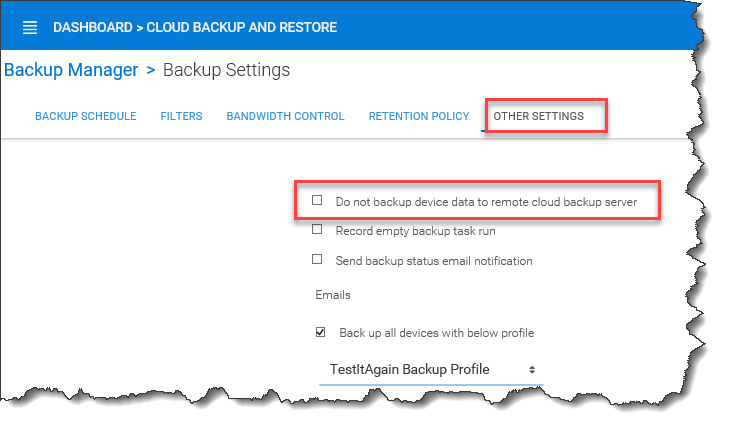 DASHBOARD > CLOUD BACKUP AND RESTORE
Backup Manager > Backup Settings
BACKUP SCHEDULE FILTERS BANDWIDTH CONTROL RETENTION POLICY OTHER SETTINGS
Do not backup device data to remote cloud backup server
Record empty backup task run
Send backup status email notification
Emails
Back up all devices with below profile
TestItAgain Backup Profile